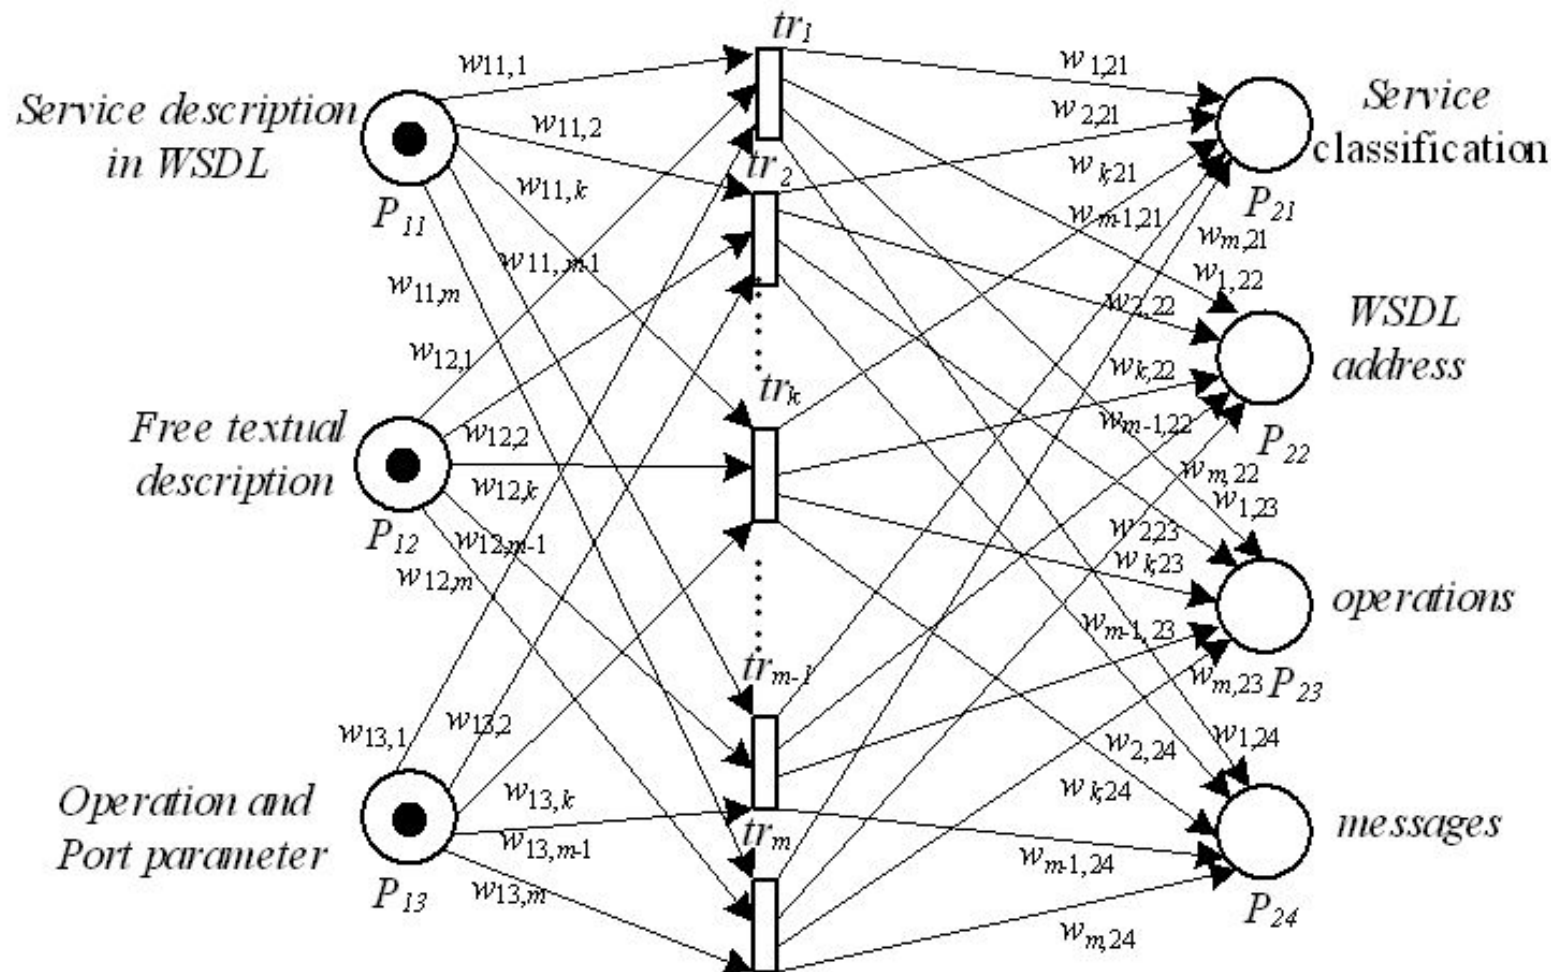 tr1
w11,1
w1,21
Service description
in WSDL
Service
classification
w11,2
w2,21
tr2
w11,k
wk,21
P11
P21
wm-1,21
wm,21
w11,m-1
w11,m
w1,22
w2,22
WSDL
address
w12,1
trk
wk,22
Free textual
description
w12,2
wm-1,22
P22
w12,k
wm,22
w1,23
P12
w12,m-1
w2,23
wk,23
w12,m
operations
wm-1,23
trm-1
wm,23
P23
w13,1
w13,2
w2,24
w1,24
Operation and
Port parameter
w13,k
wk,24
messages
w13,m-1
trm
wm-1,24
P13
w13,m
P24
wm,24